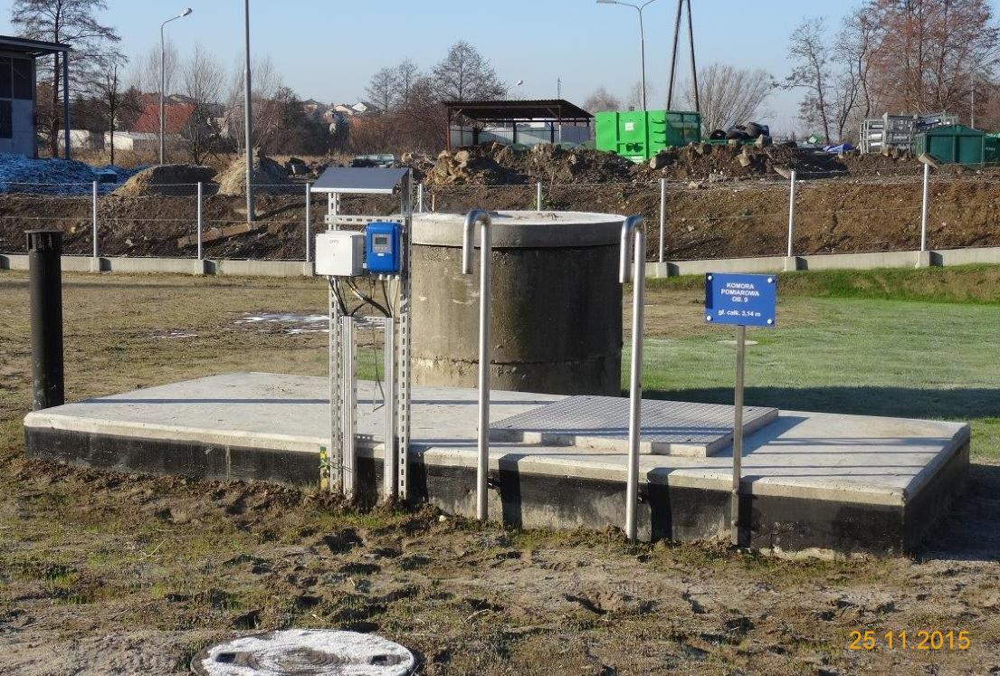 KOMORA
POMIAROWA
OB. 9
gł. całk. 3,14 m
25 11.2015